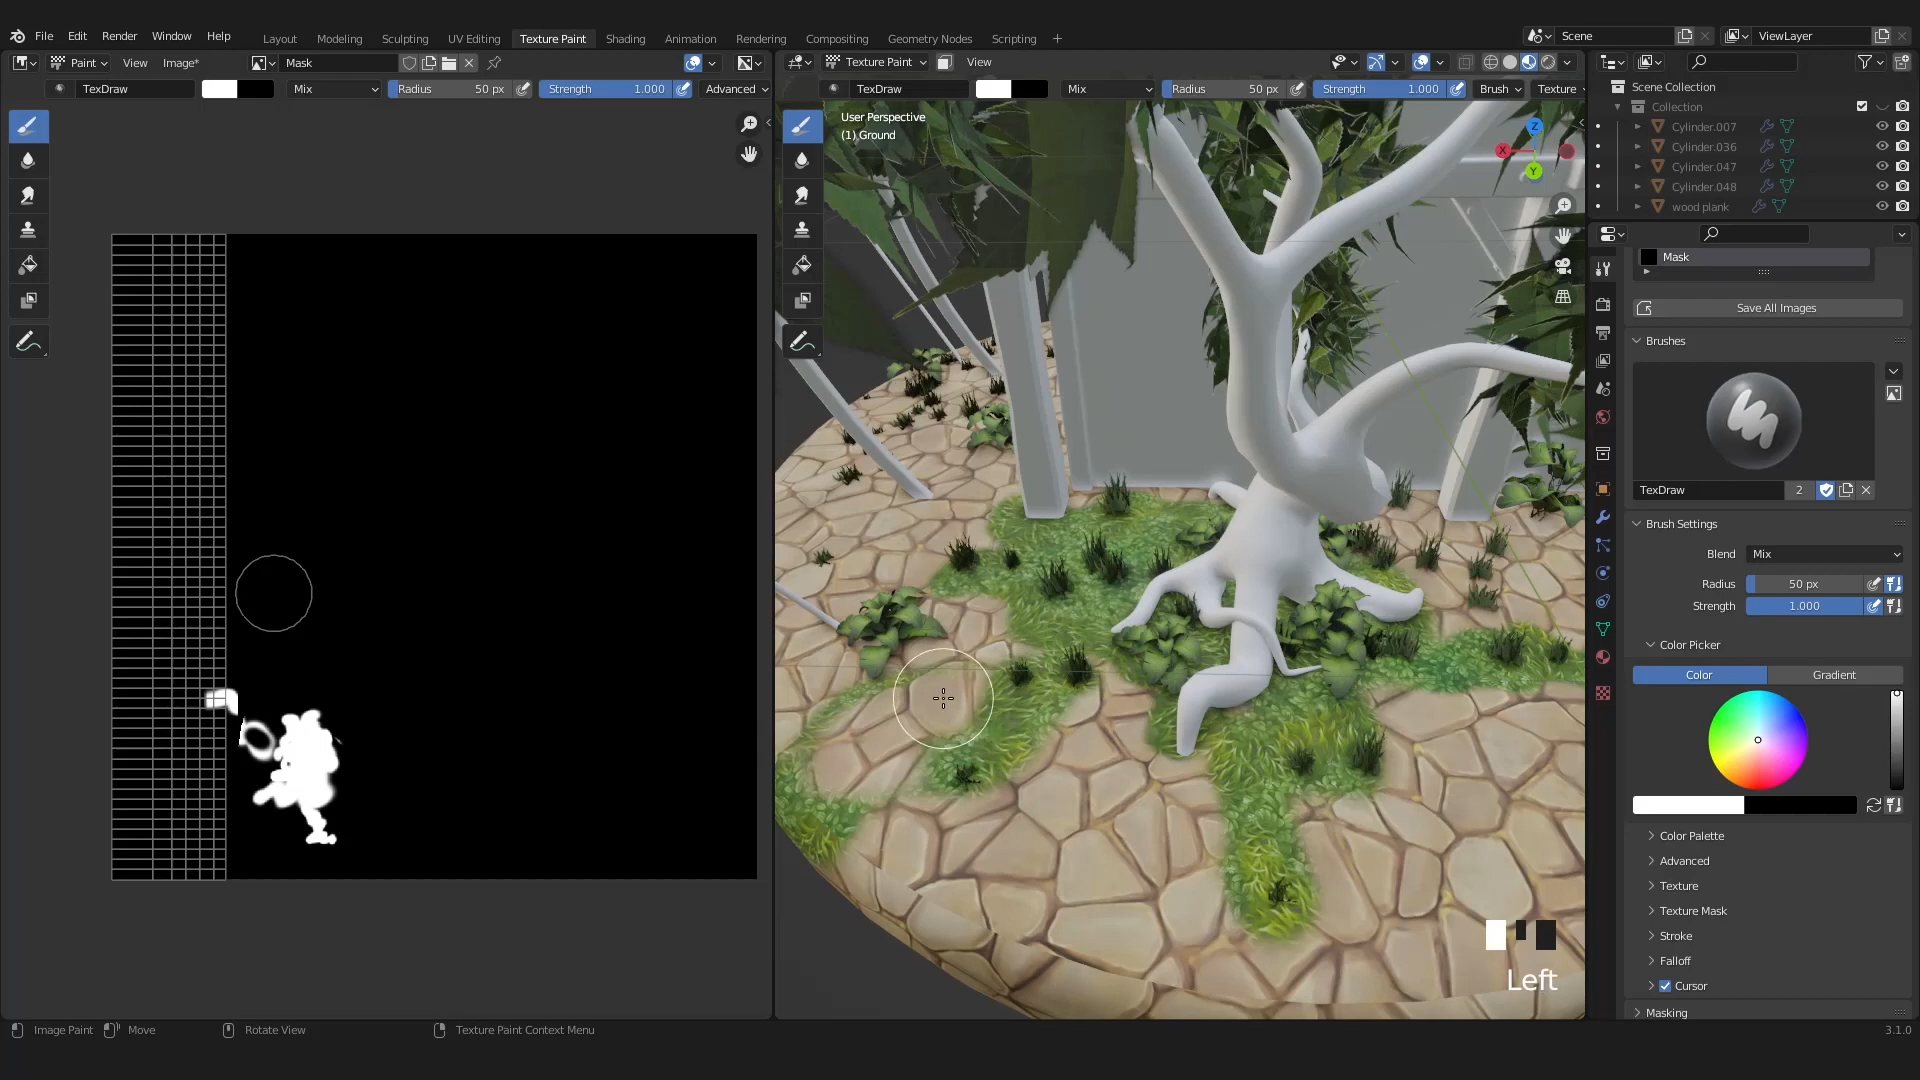 File Edit Render Window Help Layout Modeling Sculpting UV Editing Texture Paint Shading Animation Rendering Compositing Geometry Nodes Scripting + Scene ViewLayer
Paint View Image* Mask Texture Paint View
TexDraw Mix Radius 50 px Strength 1.000 Advanced TexDraw Mix Radius 50 px Strength 1.000 Brush Texture
User Perspective
(1) Ground
Z
X
Y
Scene Collection
Collection
Cylinder.007
Cylinder.036
Cylinder.047
Cylinder.048
wood plank
Mask
Save All Images
Brushes
TexDraw 2
Brush Settings
Blend Mix
Radius 50 px
Strength 1.000
Color Picker
Color Gradient
Color Palette
Advanced
Texture
Texture Mask
Stroke
Falloff
Cursor
Masking
Left
Image Paint Move Rotate View Texture Paint Context Menu 3.1.0